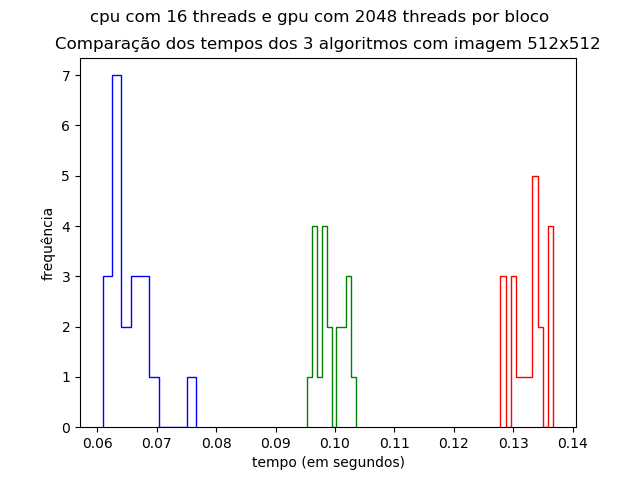 cpu com 16 threads e gpu com 2048 threads por bloco
Comparação dos tempos dos 3 algoritmos com imagem 512x512
7
6
5
4
3
2
1
0
frequência
0.06 0.07 0.08 0.09 0.10 0.11 0.12 0.13 0.14
tempo (em segundos)